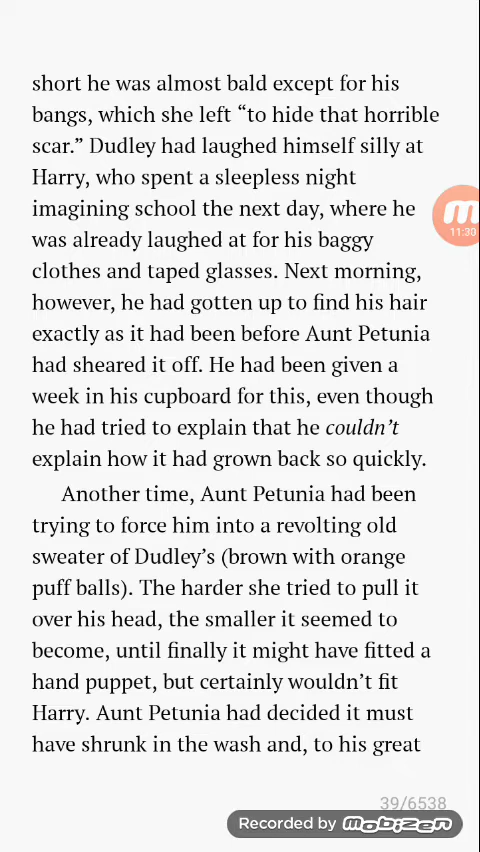 short he was almost bald except for his
bangs, which she left “to hide that horrible
scar.” Dudley had laughed himself silly at
Harry, who spent a sleepless night
imagining school the next day, where he
was already laughed at for his baggy
clothes and taped glasses. Next morning,
however, he had gotten up to find his hair
exactly as it had been before Aunt Petunia
had sheared it off. He had been given a
week in his cupboard for this, even though
he had tried to explain that he couldn’t
explain how it had grown back so quickly.
Another time, Aunt Petunia had been
trying to force him into a revolting old
sweater of Dudley’s (brown with orange
puff balls). The harder she tried to pull it
over his head, the smaller it seemed to
become, until finally it might have fitted a
hand puppet, but certainly wouldn’t fit
Harry. Aunt Petunia had decided it must
have shrunk in the wash and, to his great
11:30
39/6538
Recorded by mobizen